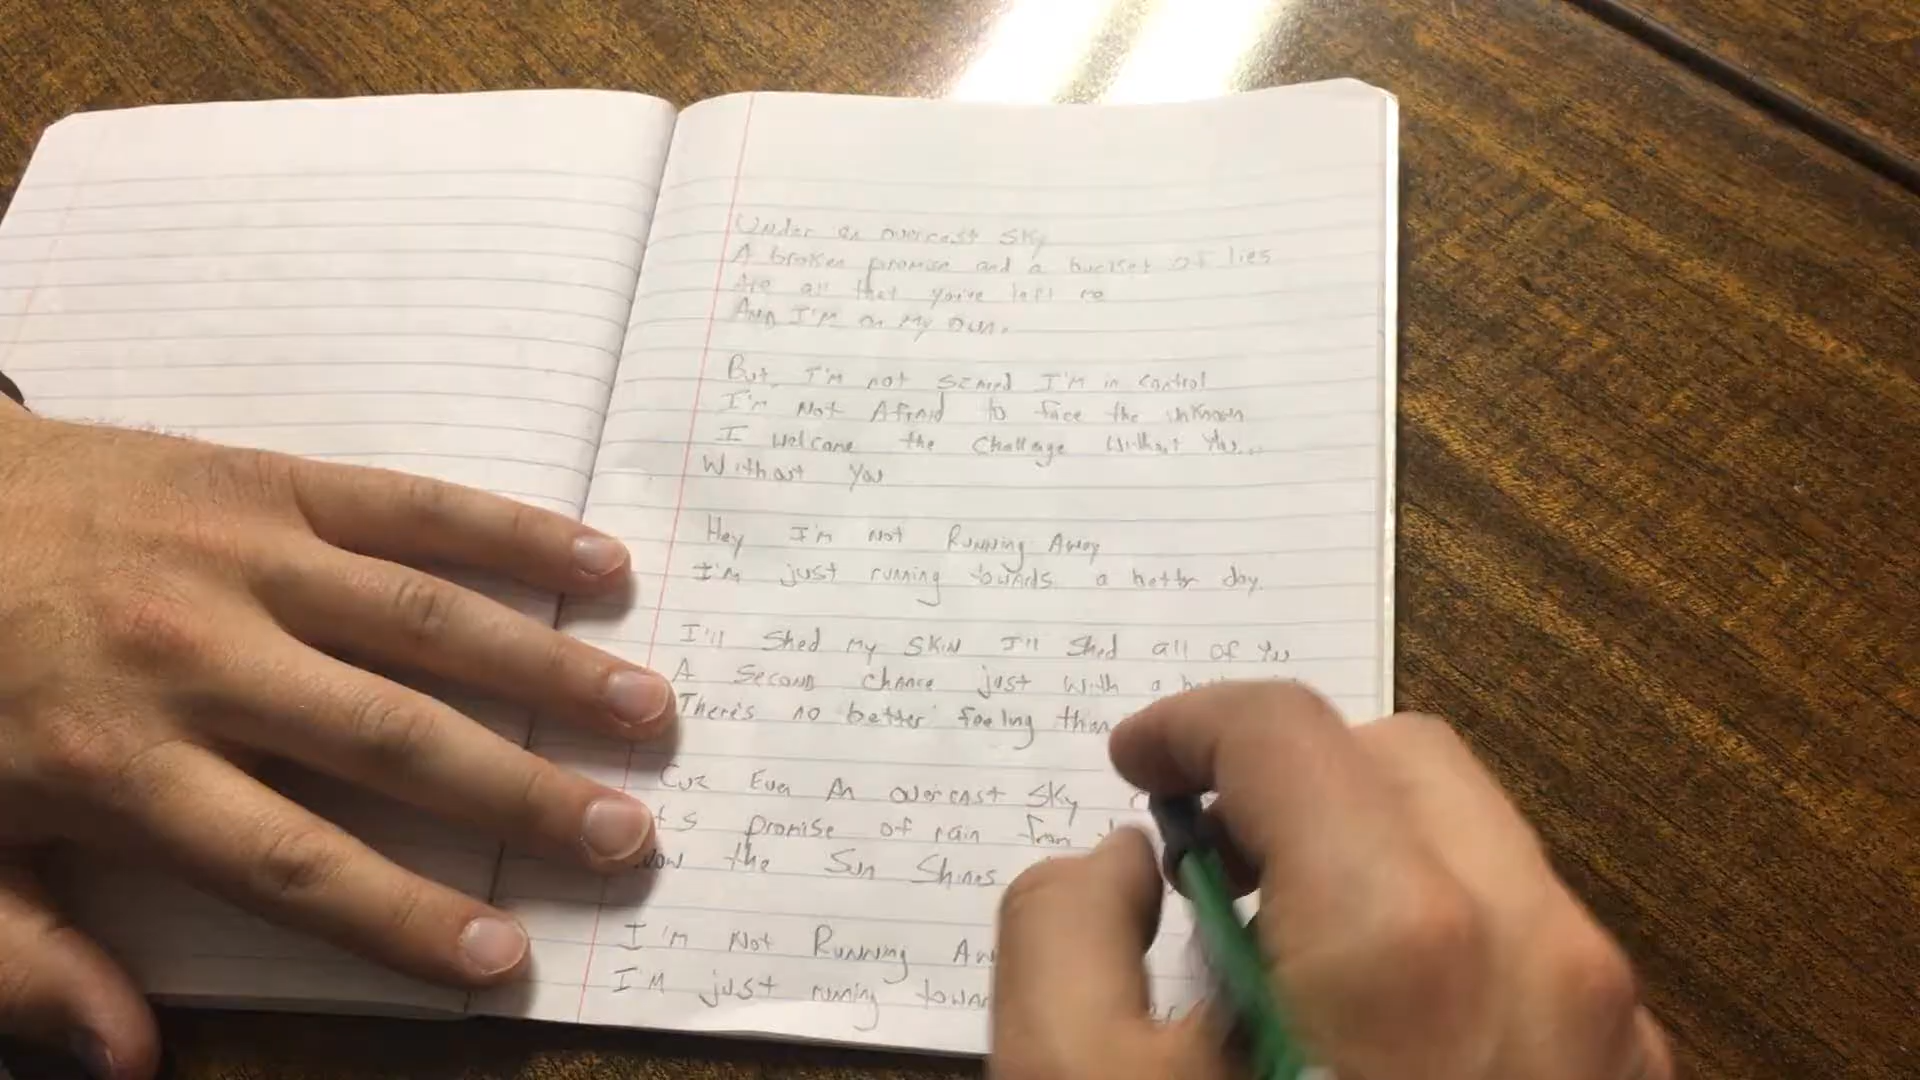 Under an overcast sky
A broken promise and a bucket of lies
Are all that you've left me
And I'm on my own.
But I'm not scared I'm in control
I'm Not Afraid to face the unknown
I welcome the challenge without You...
Without You
Hey I'm not Running Away
I'm just running towards a better day.
I'll shed my skin I'll shed all of You
A second chance just with a
There's no better feeling than
Cuz Even An overcast sky
promise of rain from
Now the Sun Shines
I'm Not Running
I'm just running